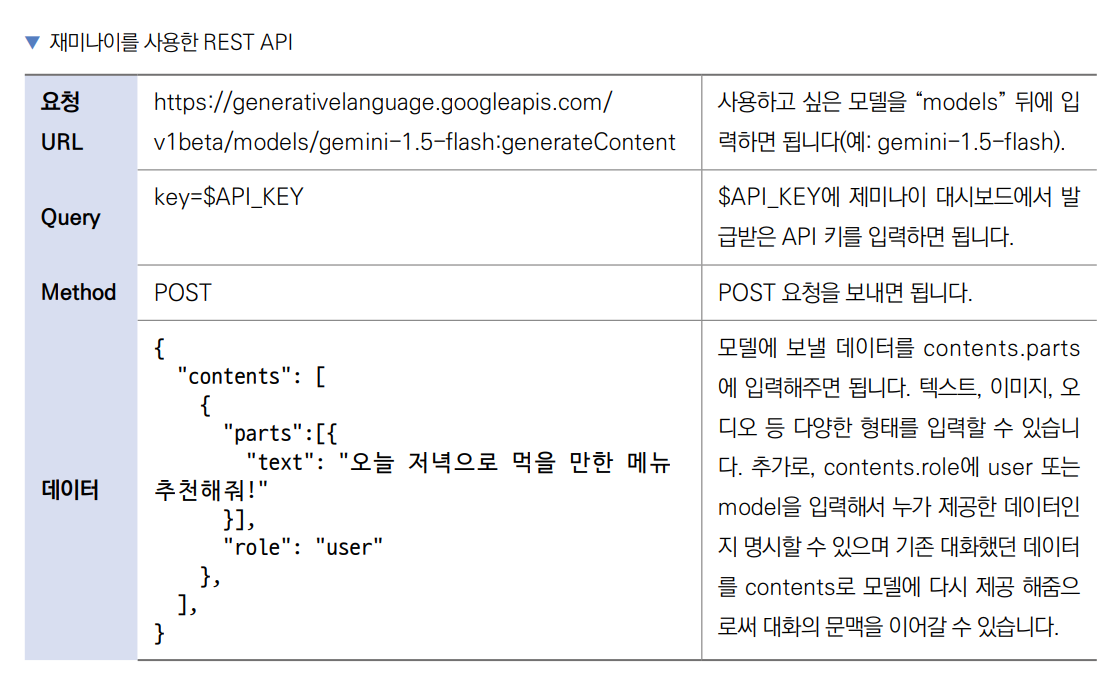 ▼ 재미나이를 사용한 REST API
요청
URL
https://generativelanguage.googleapis.com/
v1beta/models/gemini-1.5-flash:generateContent
사용하고 싶은 모델을 “models” 뒤에 입
력하면 됩니다(예: gemini-1.5-flash).
Query
key=$API_KEY
$API_KEY에 제미나이 대시보드에서 발
급받은 API 키를 입력하면 됩니다.
Method
POST
POST 요청을 보내면 됩니다.
데이터
{
  "contents": [
    {
      "parts":[{
        "text": "오늘 저녁으로 먹을 만한 메뉴
추천해줘!"
      }],
      "role": "user"
    },
  ],
}
모델에 보낼 데이터를 contents.parts
에 입력해주면 됩니다. 텍스트, 이미지, 오
디오 등 다양한 형태를 입력할 수 있습니
다. 추가로, contents.role에 user 또는
model을 입력해서 누가 제공한 데이터인
지 명시할 수 있으며 기존 대화했던 데이터
를 contents로 모델에 다시 제공 해줌으
로써 대화의 문맥을 이어갈 수 있습니다.